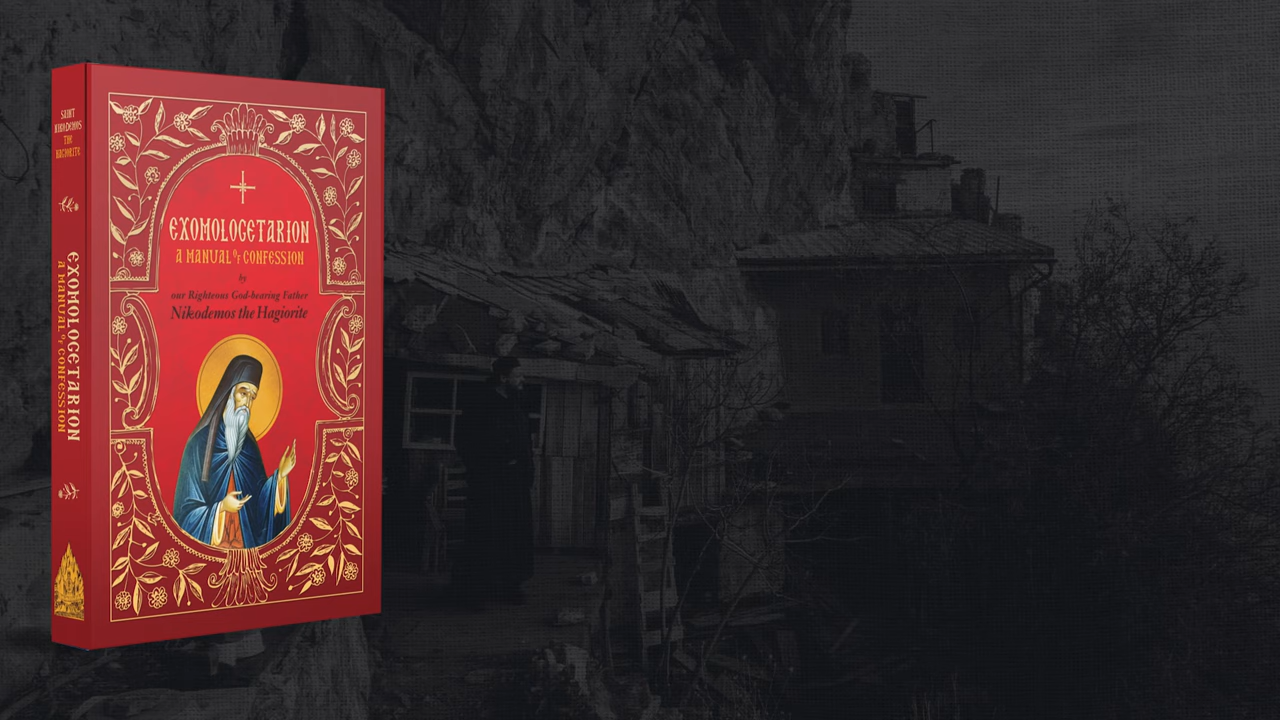 SAINT
NIKODEMOS
THE
HAGIORITE
EXOMOLOGETARION
A MANUAL OF CONFESSION
EXOMOLOGETARION
A MANUAL OF CONFESSION
by
our Righteous God-bearing Father
Nikodemos the Hagiorite